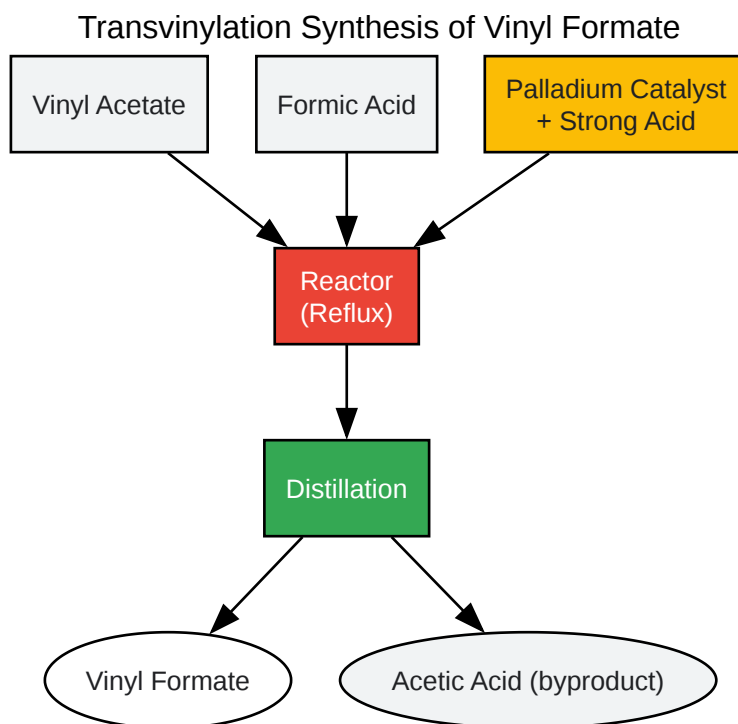 Transvinylation Synthesis of Vinyl Formate
Vinyl Acetate
Formic Acid
Palladium Catalyst
+ Strong Acid
Reactor
(Reflux)
Distillation
Vinyl Formate
Acetic Acid (byproduct)